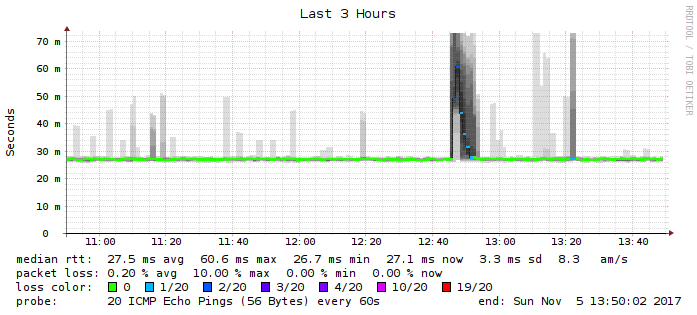 Last 3 Hours
RRDTOOL / TOBI OETIKER
Seconds
70 m
60 m
50 m
40 m
30 m
20 m
10 m
0
11:00 11:20 11:40 12:00 12:20 12:40 13:00 13:20 13:40
median rtt: 27.5 ms avg 60.6 ms max 26.7 ms min 27.1 ms now 3.3 ms sd 8.3 am/s
packet loss: 0.20 % avg 10.00 % max 0.00 % min 0.00 % now
loss color: 0 1/20 2/20 3/20 4/20 10/20 19/20
probe: 20 ICMP Echo Pings (56 Bytes) every 60s end: Sun Nov 5 13:50:02 2017